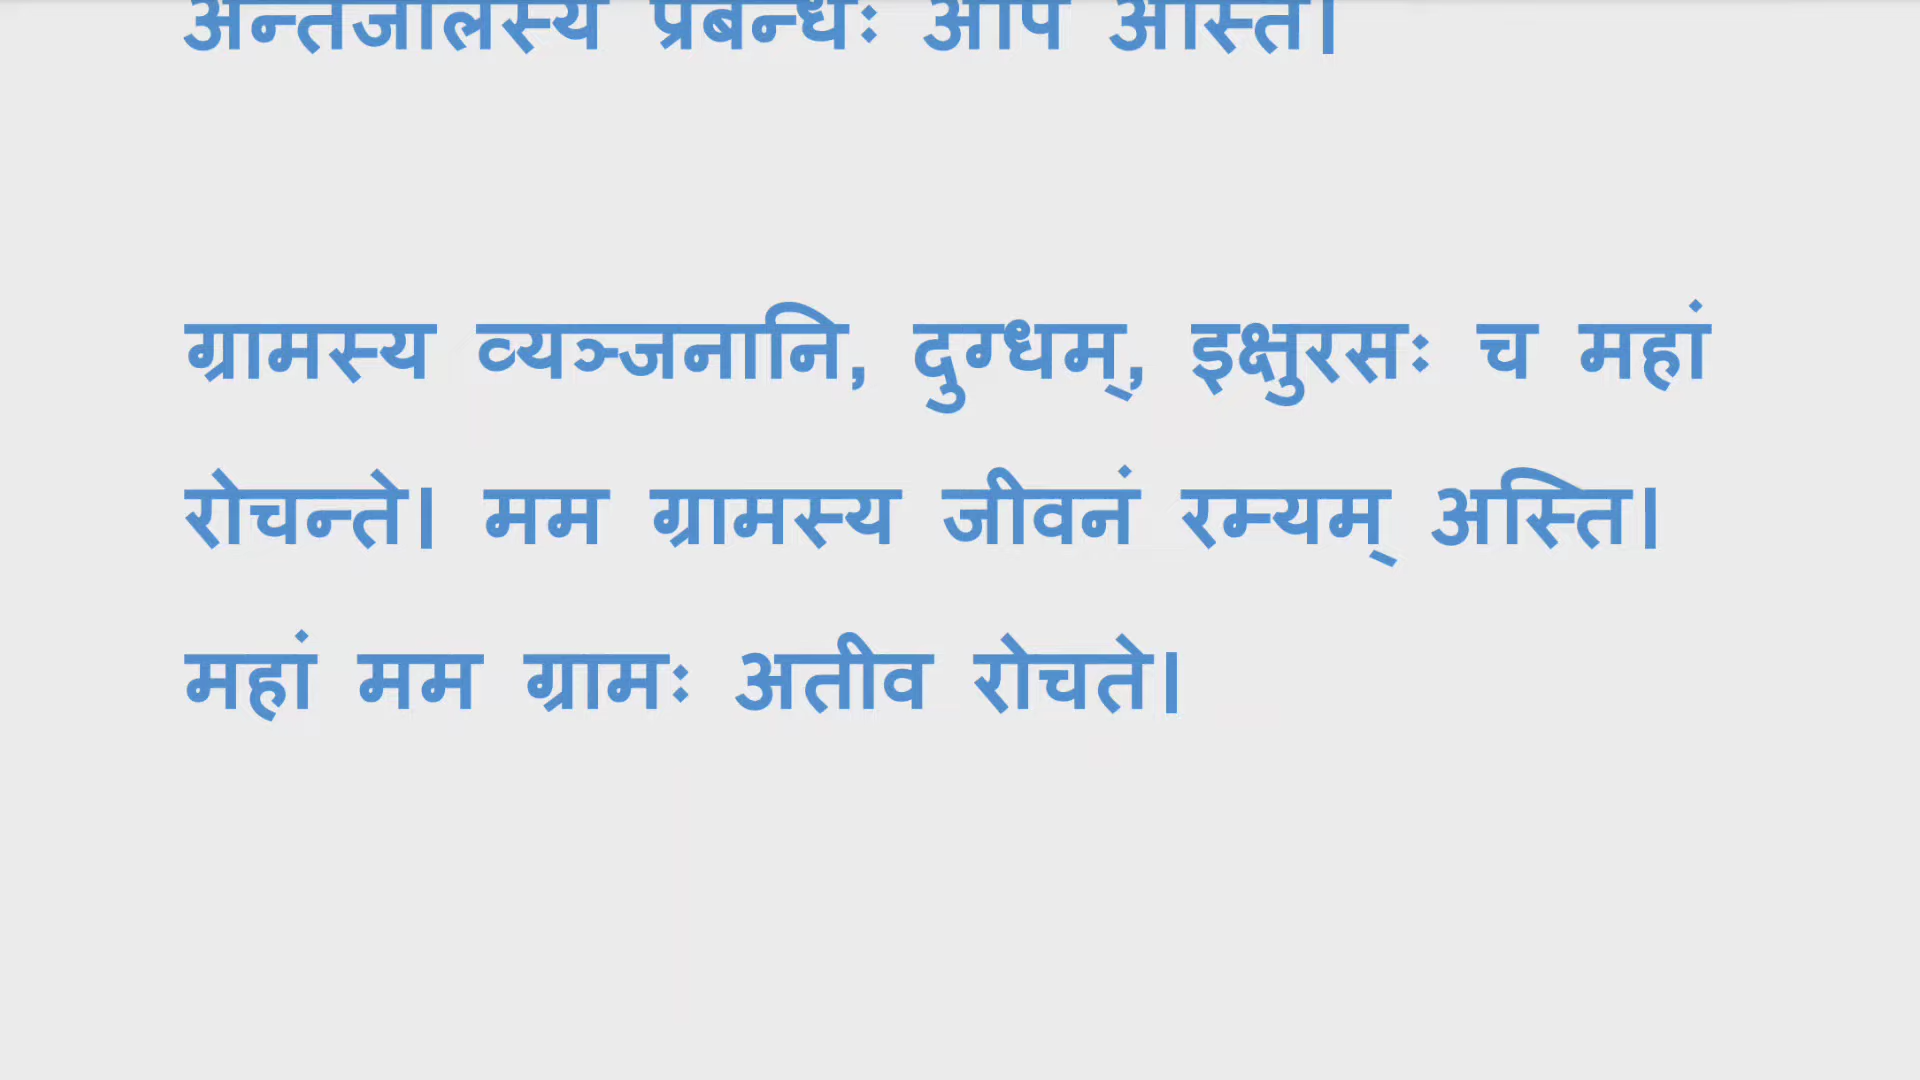 अन्तर्जालस्य प्रबन्धः अपि अस्ति।
ग्रामस्य व्यञ्जनानि, दुग्धम्, इक्षुरसः च महां
रोचन्ते। मम ग्रामस्य जीवनं रम्यम् अस्ति।
महां मम ग्रामः अतीव रोचते।